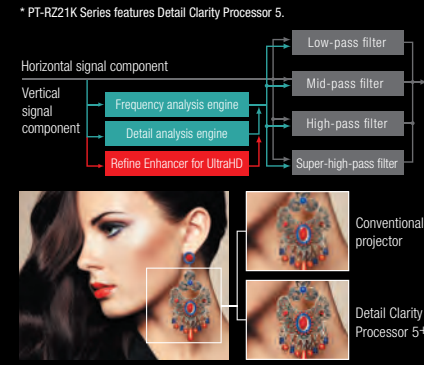 * PT-RZ21K Series features Detail Clarity Processor 5.
Low-pass filter
Horizontal signal component
Mid-pass filter
Vertical
signal
component
Frequency analysis engine
High-pass filter
Detail analysis engine
Refine Enhancer for UltraHD
Super-high-pass filter
Conventional
projector
Detail Clarity
Processor 5+